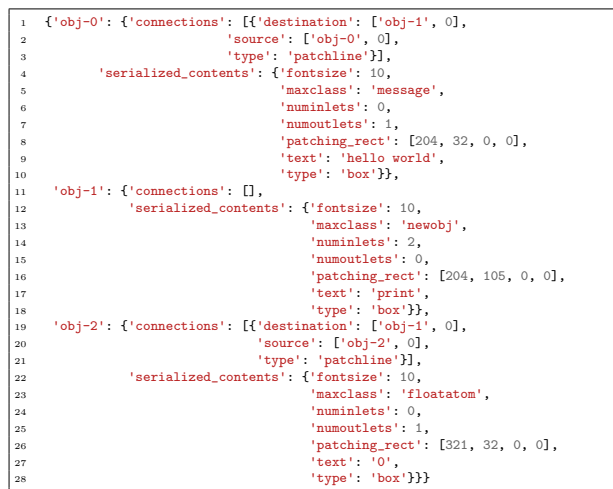 1 {'obj-0': {'connections': [{'destination': ['obj-1', 0],
2 'source': ['obj-0', 0],
3 'type': 'patchline'}],
4 'serialized_contents': {'fontsize': 10,
5 'maxclass': 'message',
6 'numinlets': 0,
7 'numoutlets': 1,
8 'patching_rect': [204, 32, 0, 0],
9 'text': 'hello world',
10 'type': 'box'}},
11 'obj-1': {'connections': [],
12 'serialized_contents': {'fontsize': 10,
13 'maxclass': 'newobj',
14 'numinlets': 2,
15 'numoutlets': 0,
16 'patching_rect': [204, 105, 0, 0],
17 'text': 'print',
18 'type': 'box'}},
19 'obj-2': {'connections': [{'destination': ['obj-1', 0],
20 'source': ['obj-2', 0],
21 'type': 'patchline'}],
22 'serialized_contents': {'fontsize': 10,
23 'maxclass': 'floatatom',
24 'numinlets': 0,
25 'numoutlets': 1,
26 'patching_rect': [321, 32, 0, 0],
27 'text': '0',
28 'type': 'box'}}}